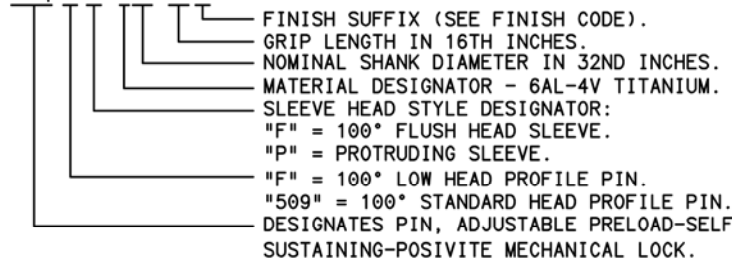 FINISH SUFFIX (SEE FINISH CODE).
GRIP LENGTH IN 16TH INCHES.
NOMINAL SHANK DIAMETER IN 32ND INCHES.
MATERIAL DESIGNATOR - 6AL-4V TITANIUM.
SLEEVE HEAD STYLE DESIGNATOR:
"F" = 100° FLUSH HEAD SLEEVE.
"P" = PROTRUDING SLEEVE.
"F" = 100° LOW HEAD PROFILE PIN.
"509" = 100° STANDARD HEAD PROFILE PIN.
DESIGNATES PIN, ADJUSTABLE PRELOAD-SELF
SUSTAINING-POSIVITE MECHANICAL LOCK.